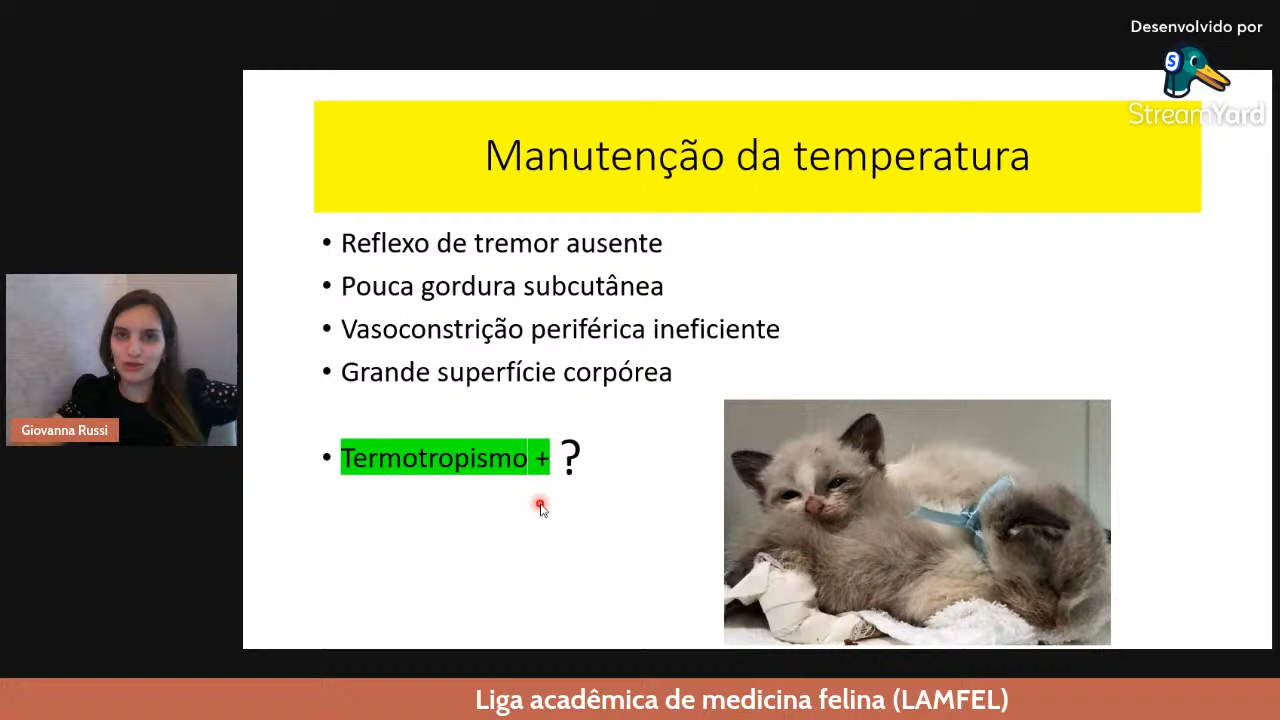 Desenvolvido por
StreamYard
Manutenção da temperatura
• Reflexo de tremor ausente
• Pouca gordura subcutânea
• Vasoconstrição periférica ineficiente
• Grande superfície corpórea
• Termotropismo + ?
Giovanna Russi
Liga acadêmica de medicina felina (LAMFEL)